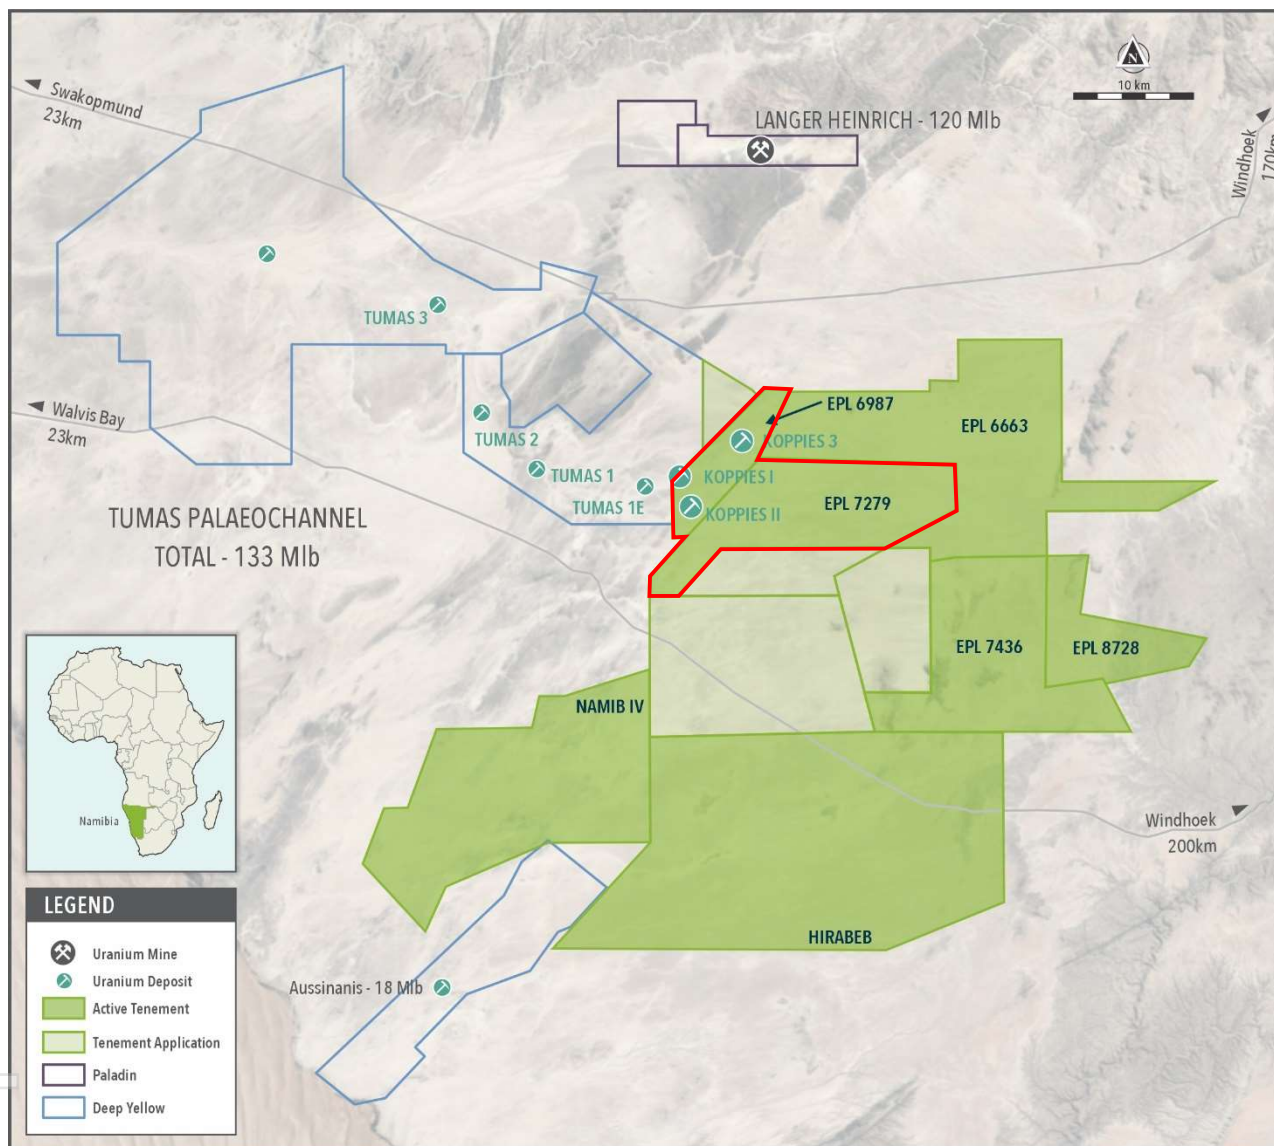 N
10 km
Swakopmund
23km
LANGER HEINRICH - 120 Mlb
Windhoek
170km
TUMAS 3
Walvis Bay
23km
EPL 6987
EPL 6663
TUMAS 2
KOPPIES 3
TUMAS 1
KOPPIES I
TUMAS 1E
EPL 7279
KOPPIES II
TUMAS PALAEOCHANNEL
TOTAL - 133 Mlb
EPL 7436
EPL 8728
NAMIB IV
Namibia
Windhoek
200km
HIRABEB
Aussinanis - 18 Mlb
LEGEND
Uranium Mine
Uranium Deposit
Active Tenement
Tenement Application
Paladin
Deep Yellow